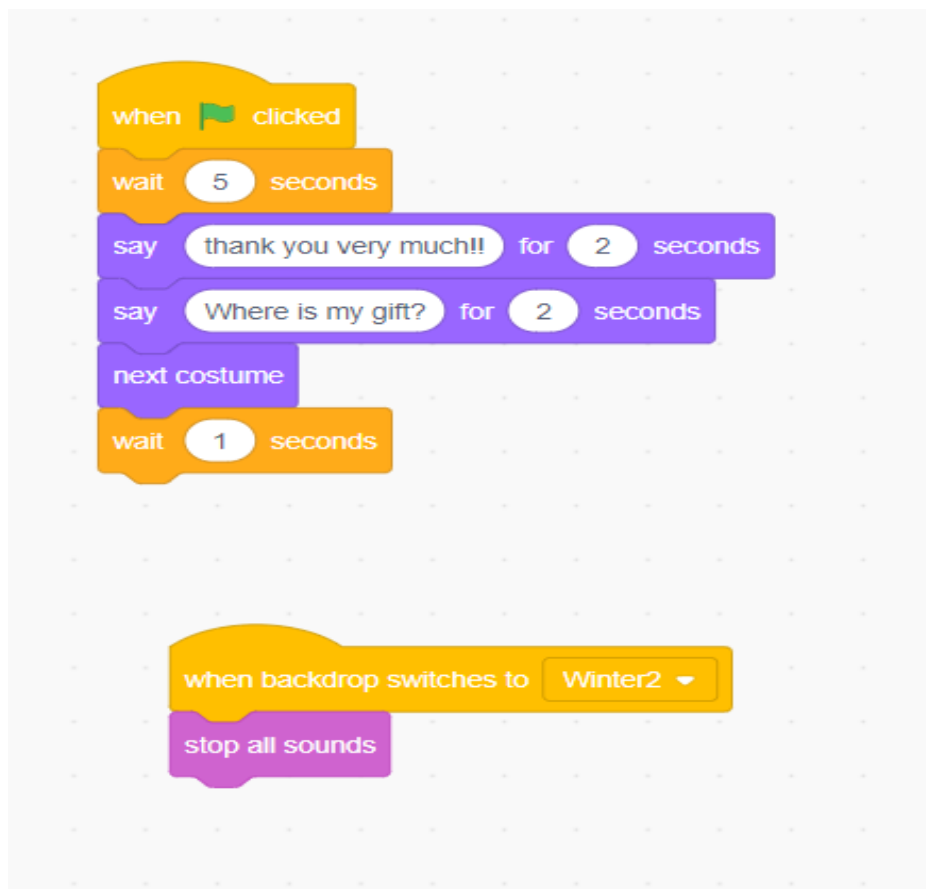 when clicked
wait 5 seconds
say thank you very much!! for 2 seconds
say Where is my gift? for 2 seconds
next costume
wait 1 seconds
when backdrop switches to Winter2
stop all sounds